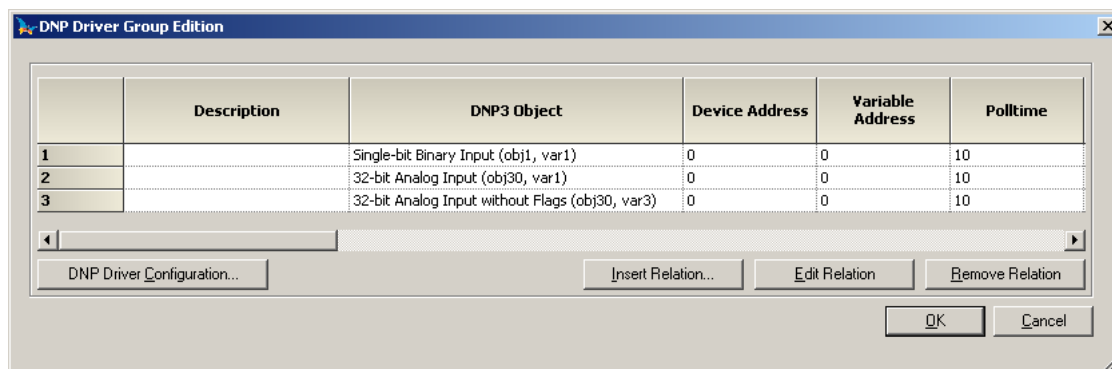 DNP Driver Group Edition
Description DNP3 Object Device Address Variable Address Polltime
1 Single-bit Binary Input (obj1, var1) 0 0 10
2 32-bit Analog Input (obj30, var1) 0 0 10
3 32-bit Analog Input without Flags (obj30, var3) 0 0 10
DNP Driver Configuration... Insert Relation... Edit Relation Remove Relation
OK Cancel